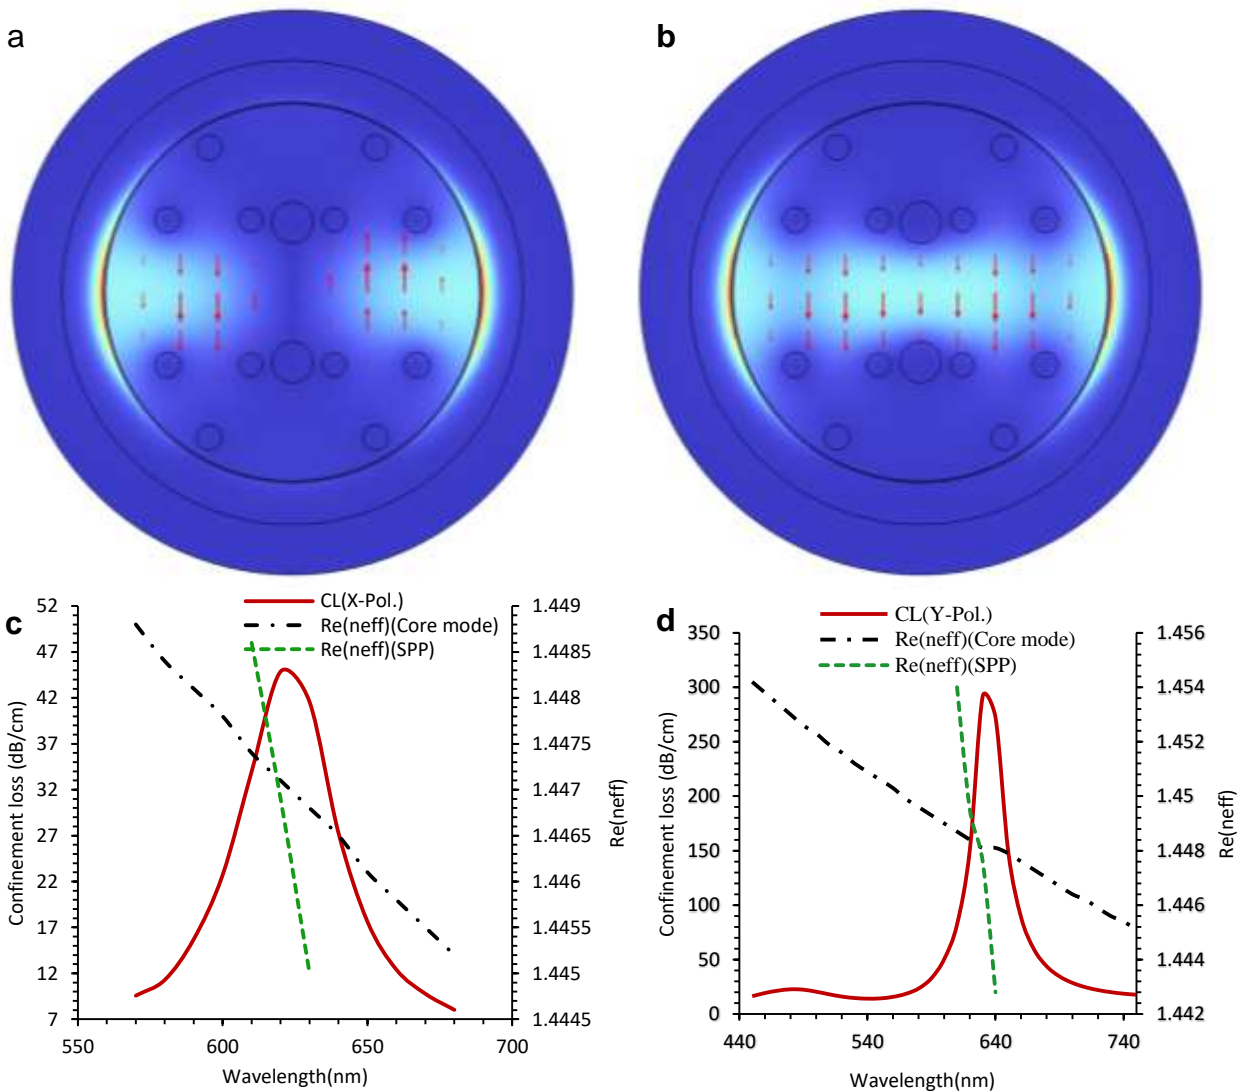 a
b
c
CL(X-Pol.)
Re(neff)(Core mode)
Re(neff)(SPP)
52
47
42
37
32
27
22
17
12
7
Confinement loss (dB/cm)
1.449
1.4485
1.448
1.4475
1.447
1.4465
1.446
1.4455
1.445
1.4445
Re(neff)
550
600
650
700
Wavelength(nm)
d
CL(Y-Pol.)
Re(neff)(Core mode)
Re(neff)(SPP)
350
300
250
200
150
100
50
0
Confinement loss (dB/cm)
1.456
1.454
1.452
1.45
1.448
1.446
1.444
1.442
Re(neff)
440
540
640
740
Wavelength(nm)